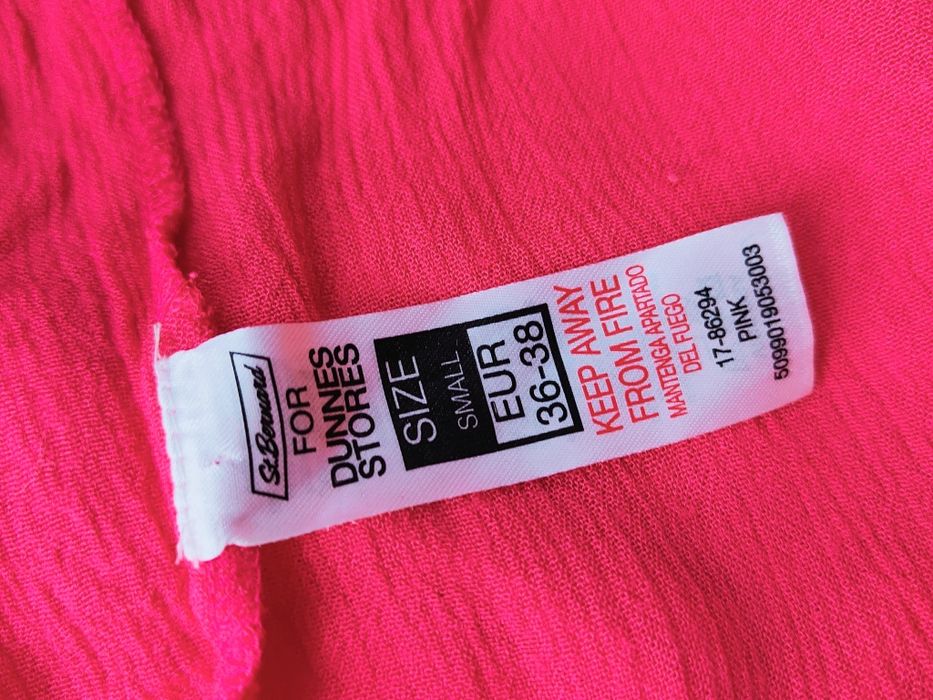 St.Bernard
FOR
DUNNES
STORES
SIZE
SMALL
EUR
36-38
KEEP AWAY
FROM FIRE
MANTENGA APARTADO
DEL FUEGO
17-86294
PINK
5099019053003